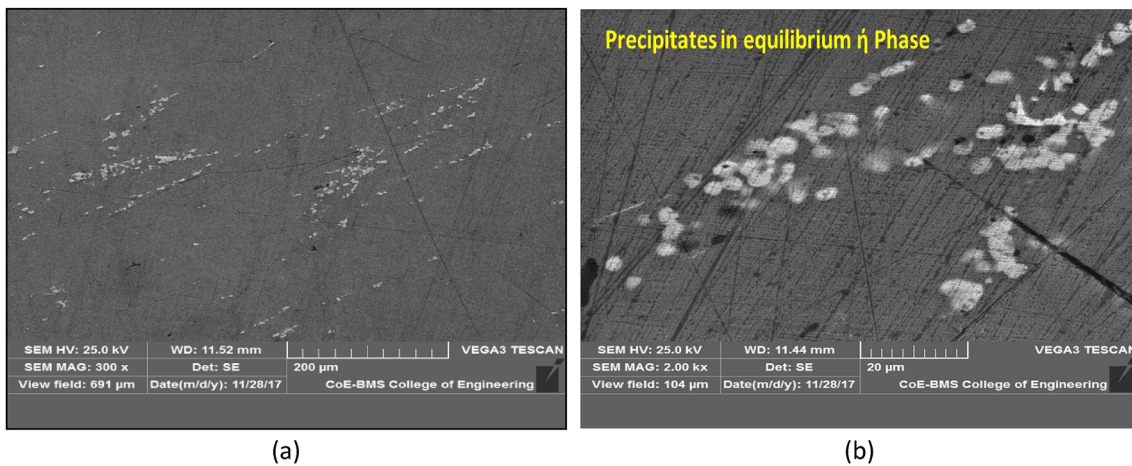 Precipitates in equilibrium ή Phase
SEM HV: 25.0 kV WD: 11.52 mm VEGA3 TESCAN
SEM MAG: 300 x Det: SE 200 µm
View field: 691 µm Date(m/d/y): 11/28/17 CoE-BMS College of Engineering
SEM HV: 25.0 kV WD: 11.44 mm VEGA3 TESCAN
SEM MAG: 2.00 kx Det: SE 20 µm
View field: 104 µm Date(m/d/y): 11/28/17 CoE-BMS College of Engineering
(a)
(b)